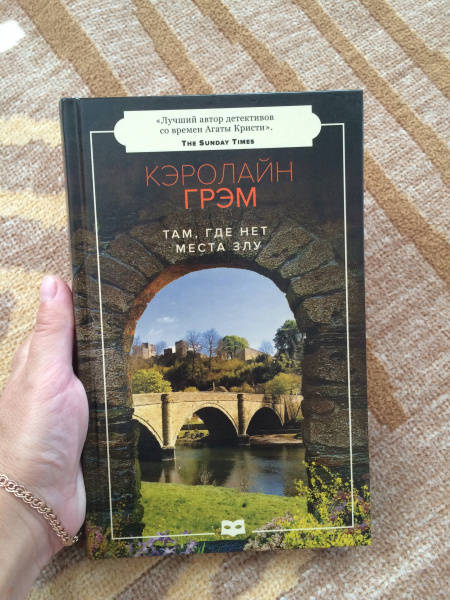 «Лучший автор детективов
со времен Агаты Кристи».
The Sunday Times
КЭРОЛАЙН
ГРЭМ
ТАМ, ГДЕ НЕТ
МЕСТА ЗЛУ